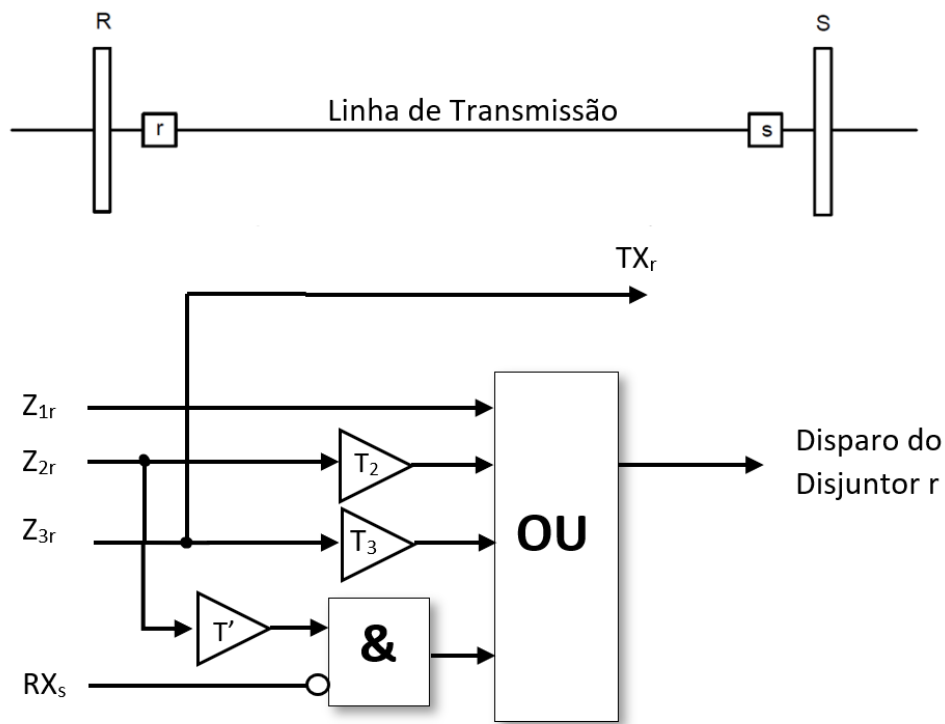 R
S
r
Linha de Transmissão
s
TXr
Z1r
Z2r
T2
Z3r
T3
OU
Disparo do
Disjuntor r
T'
&
RXs